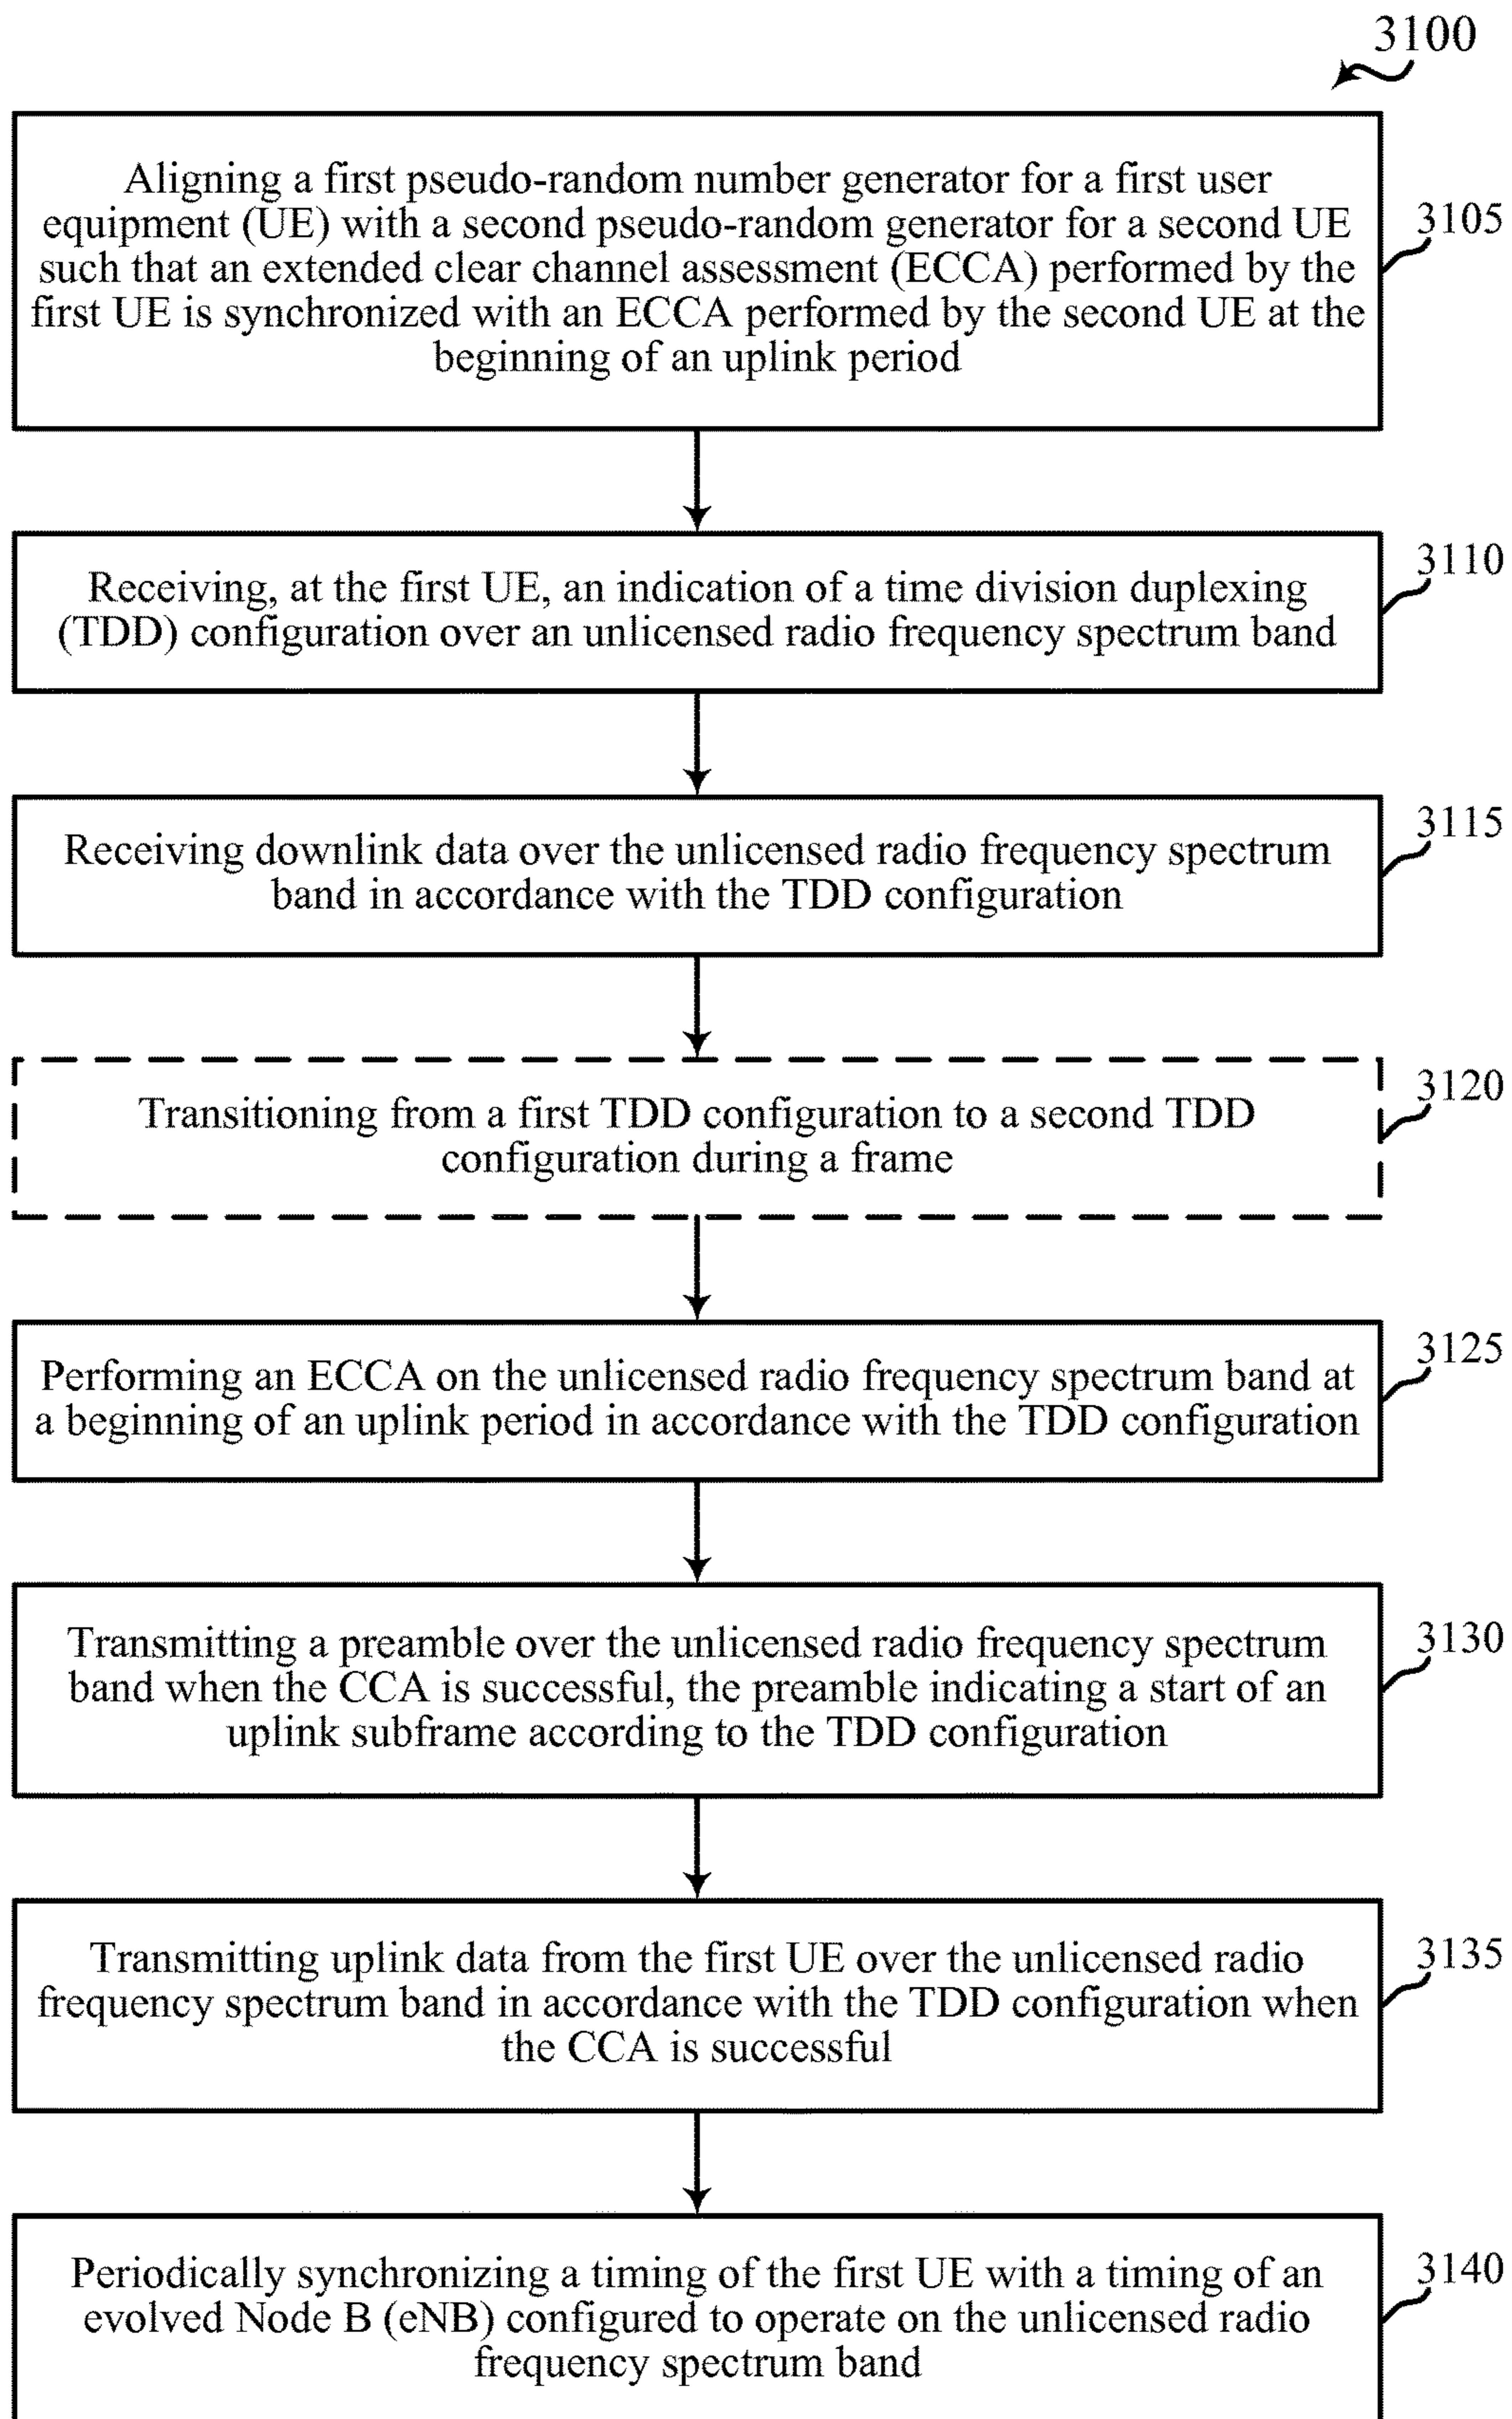 3100
Aligning a first pseudo-random number generator for a first user
equipment (UE) with a second pseudo-random generator for a second UE
such that an extended clear channel assessment (ECCA) performed by the
first UE is synchronized with an ECCA performed by the second UE at the
beginning of an uplink period
3105
Receiving, at the first UE, an indication of a time division duplexing
(TDD) configuration over an unlicensed radio frequency spectrum band
3110
Receiving downlink data over the unlicensed radio frequency spectrum
band in accordance with the TDD configuration
3115
Transitioning from a first TDD configuration to a second TDD
configuration during a frame
3120
Performing an ECCA on the unlicensed radio frequency spectrum band at
a beginning of an uplink period in accordance with the TDD configuration
3125
Transmitting a preamble over the unlicensed radio frequency spectrum
band when the CCA is successful, the preamble indicating a start of an
uplink subframe according to the TDD configuration
3130
Transmitting uplink data from the first UE over the unlicensed radio
frequency spectrum band in accordance with the TDD configuration when
the CCA is successful
3135
Periodically synchronizing a timing of the first UE with a timing of an
evolved Node B (eNB) configured to operate on the unlicensed radio
frequency spectrum band
3140